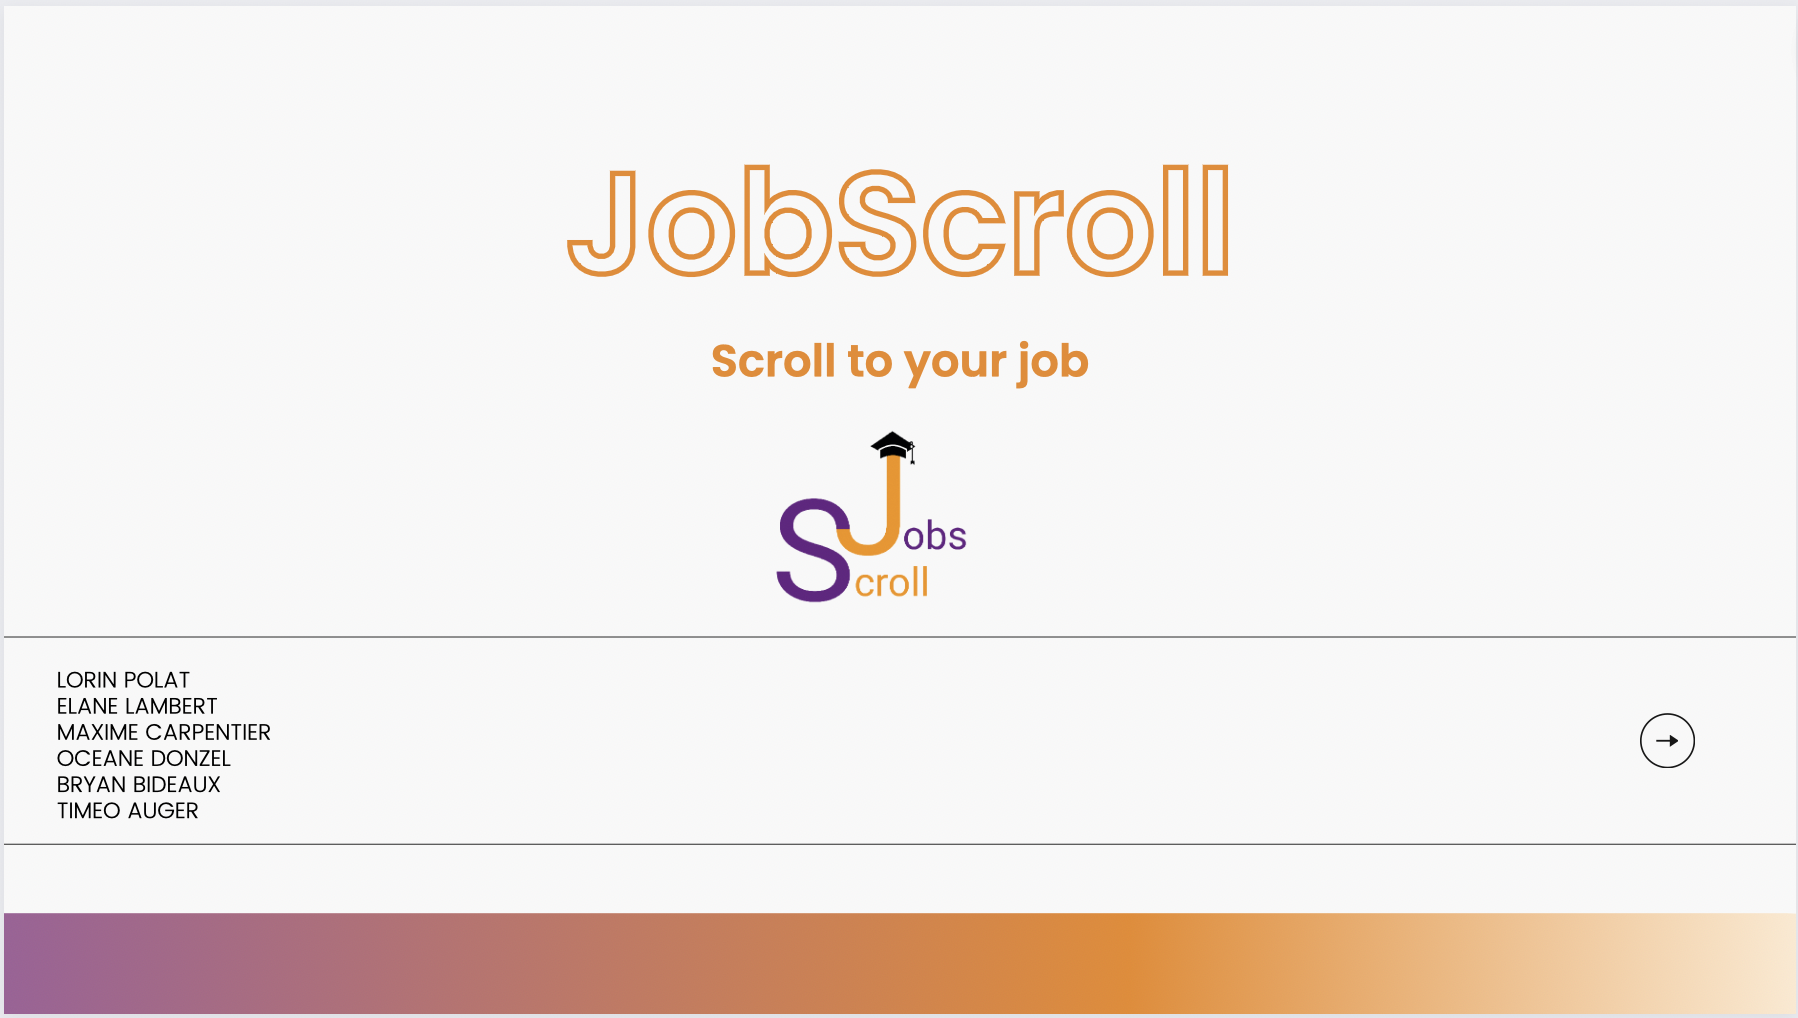 JobScroll
Scroll to your job
Jobs
Scroll
LORIN POLAT
ELANE LAMBERT
MAXIME CARPENTIER
OCEANE DONZEL
BRYAN BIDEAUX
TIMEO AUGER